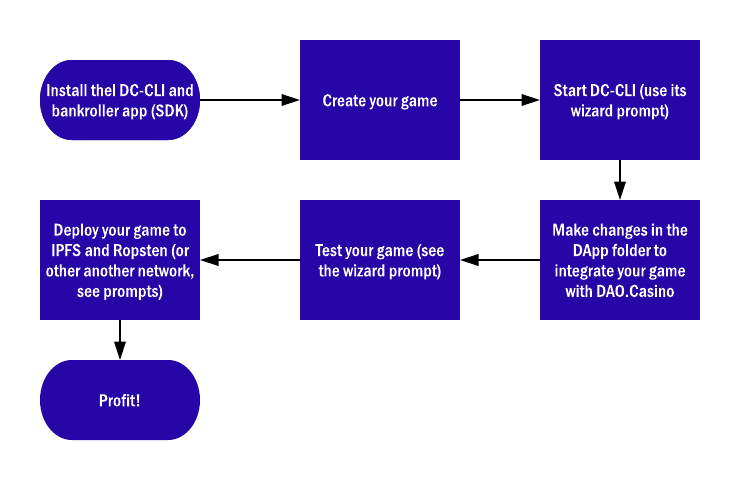 Install thel DC-CLI and
bankroller app (SDK)
Create your game
Start DC-CLI (use its
wizard prompt)
Make changes in the
DApp folder to
integrate your game
with DAO.Casino
Test your game (see
the wizard prompt)
Deploy your game to
IPFS and Ropsten (or
other another network,
see prompts)
Profit!